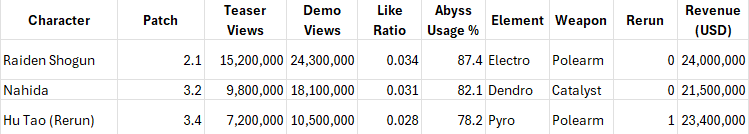 Character Patch Teaser Views Demo Views Like Ratio Abyss Usage % Element Weapon Rerun Revenue (USD)
Raiden Shogun 2.1 15,200,000 24,300,000 0.034 87.4 Electro Polearm 0 24,000,000
Nahida 3.2 9,800,000 18,100,000 0.031 82.1 Dendro Catalyst 0 21,500,000
Hu Tao (Rerun) 3.4 7,200,000 10,500,000 0.028 78.2 Pyro Polearm 1 23,400,000